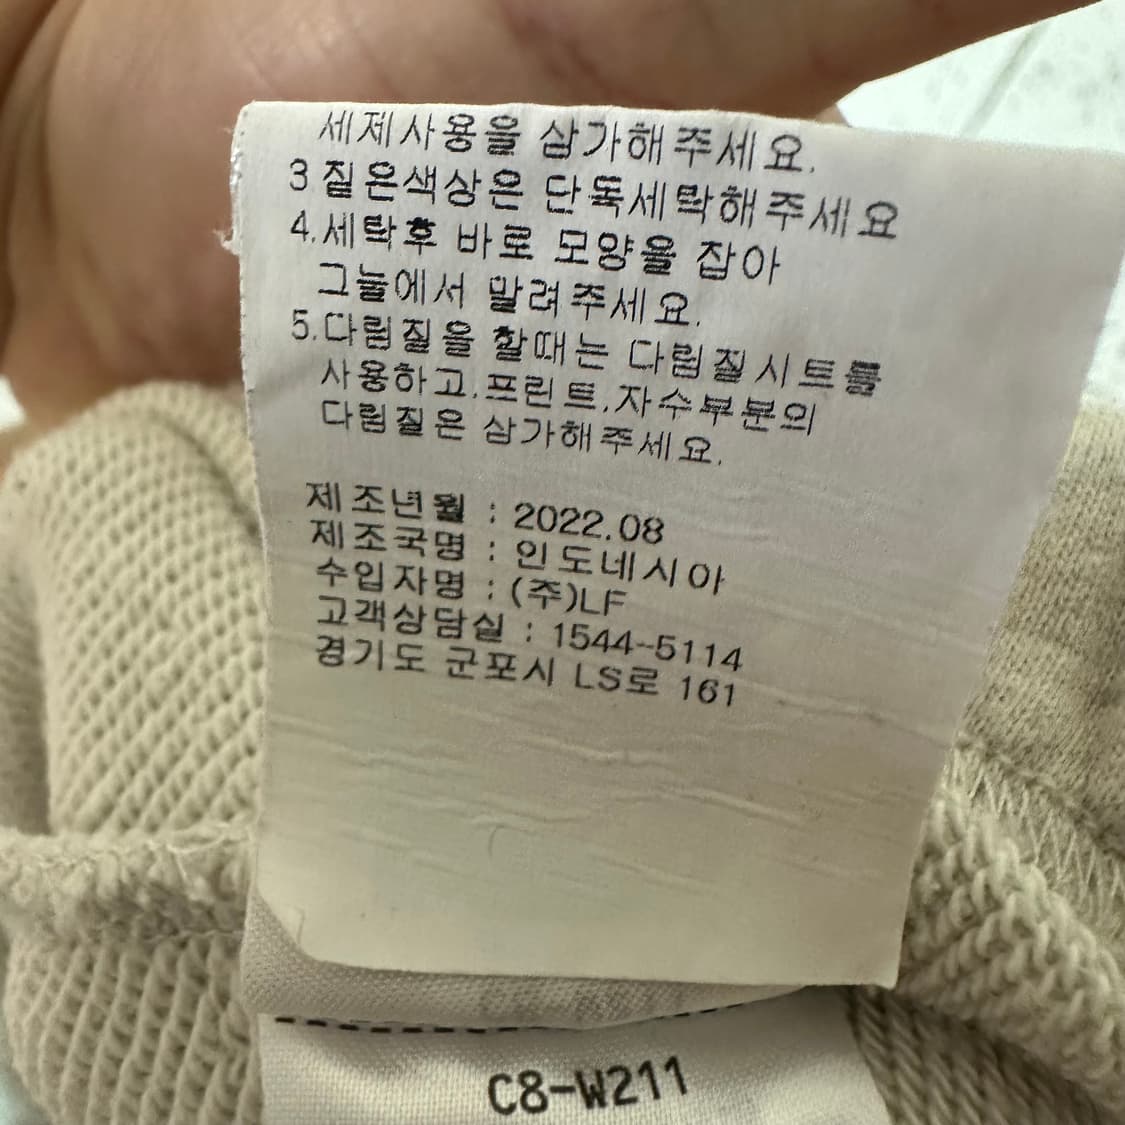 세제사용을 삼가해주세요.
3 짙은색상은 단독세탁해주세요
4.세탁후 바로 모양을 잡아
그늘에서 말려주세요.
5.다림질을 할때는 다림질시트를
사용하고.프린트.자수부분의
다림질은 삼가해주세요.
제조년월 : 2022.08
제조국명 : 인도네시아
수입자명 : (주)LF
고객상담실 : 1544-5114
경기도 군포시 LS로 161
C8-W211